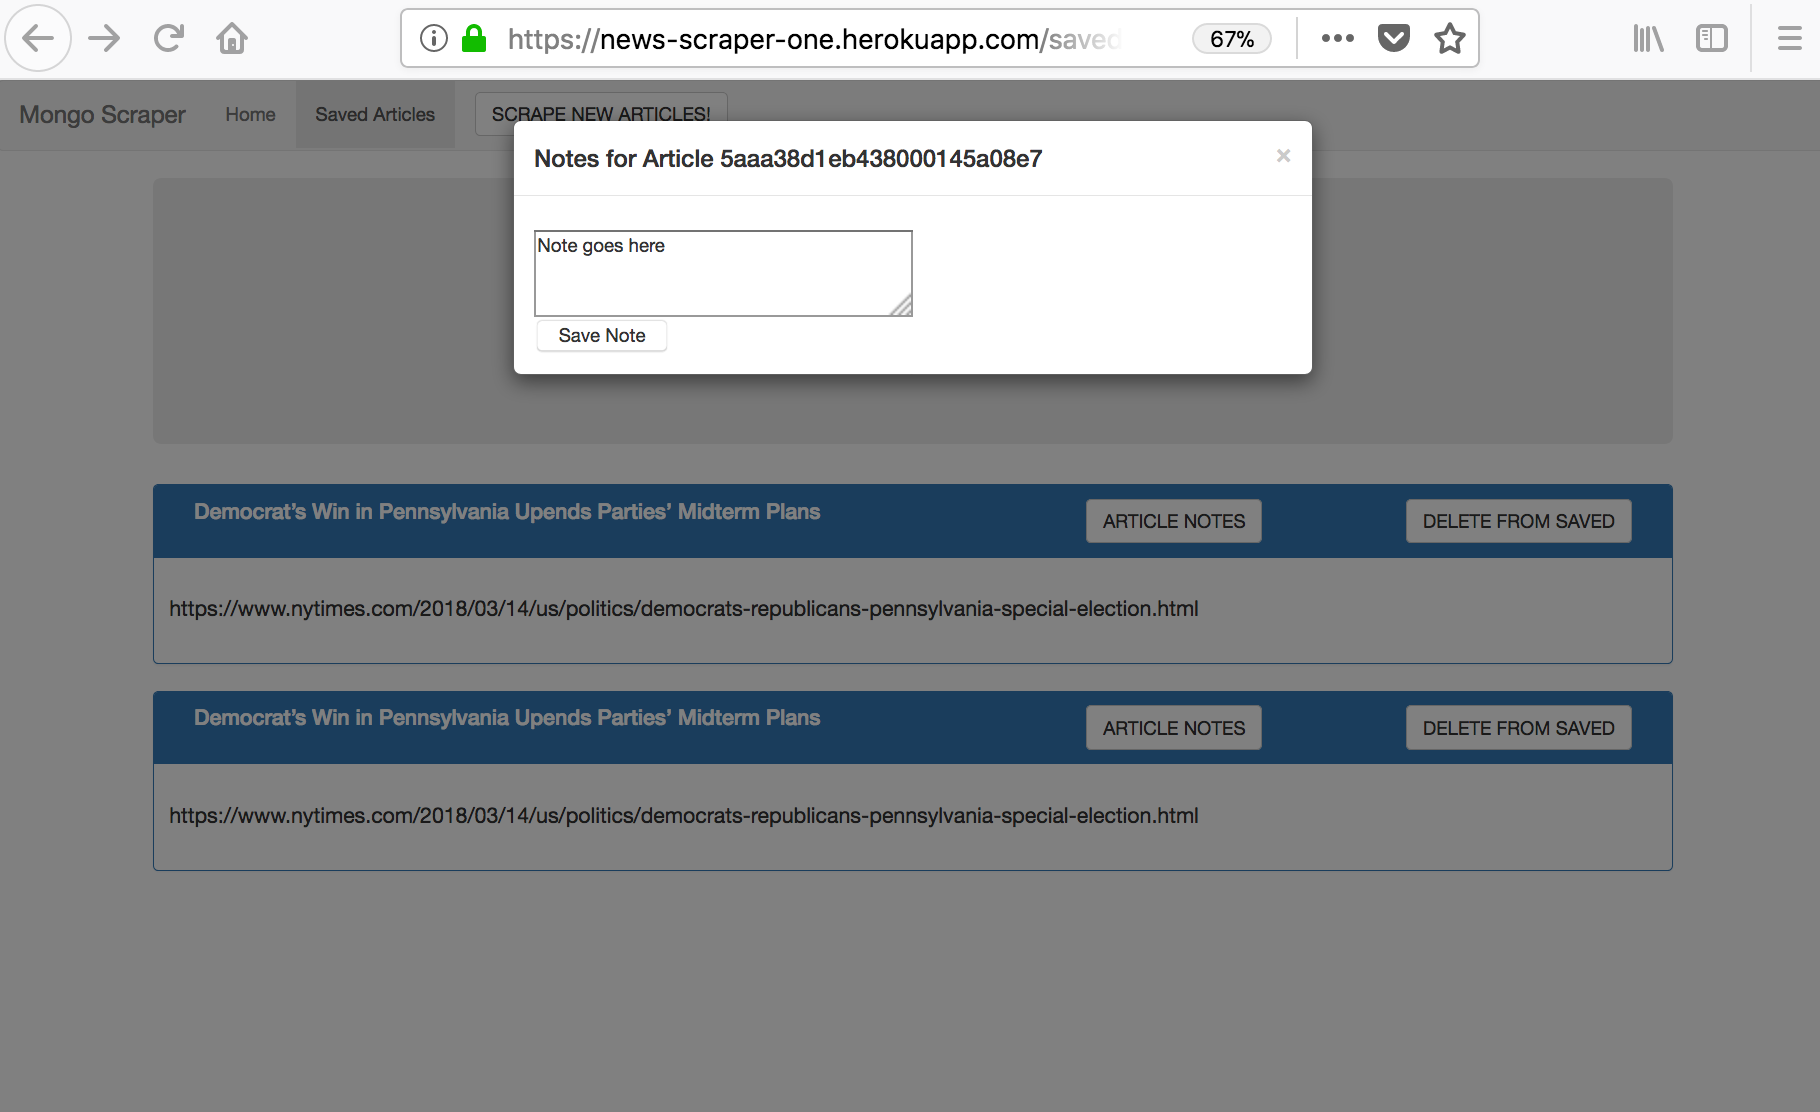 https://news-scraper-one.herokuapp.com/saved
67%
Mongo Scraper
Home
Saved Articles
SCRAPE NEW ARTICLES!
Notes for Article 5aaa38d1eb438000145a08e7
×
Note goes here
Save Note
Democrat’s Win in Pennsylvania Upends Parties’ Midterm Plans
ARTICLE NOTES
DELETE FROM SAVED
https://www.nytimes.com/2018/03/14/us/politics/democrats-republicans-pennsylvania-special-election.html
Democrat’s Win in Pennsylvania Upends Parties’ Midterm Plans
ARTICLE NOTES
DELETE FROM SAVED
https://www.nytimes.com/2018/03/14/us/politics/democrats-republicans-pennsylvania-special-election.html